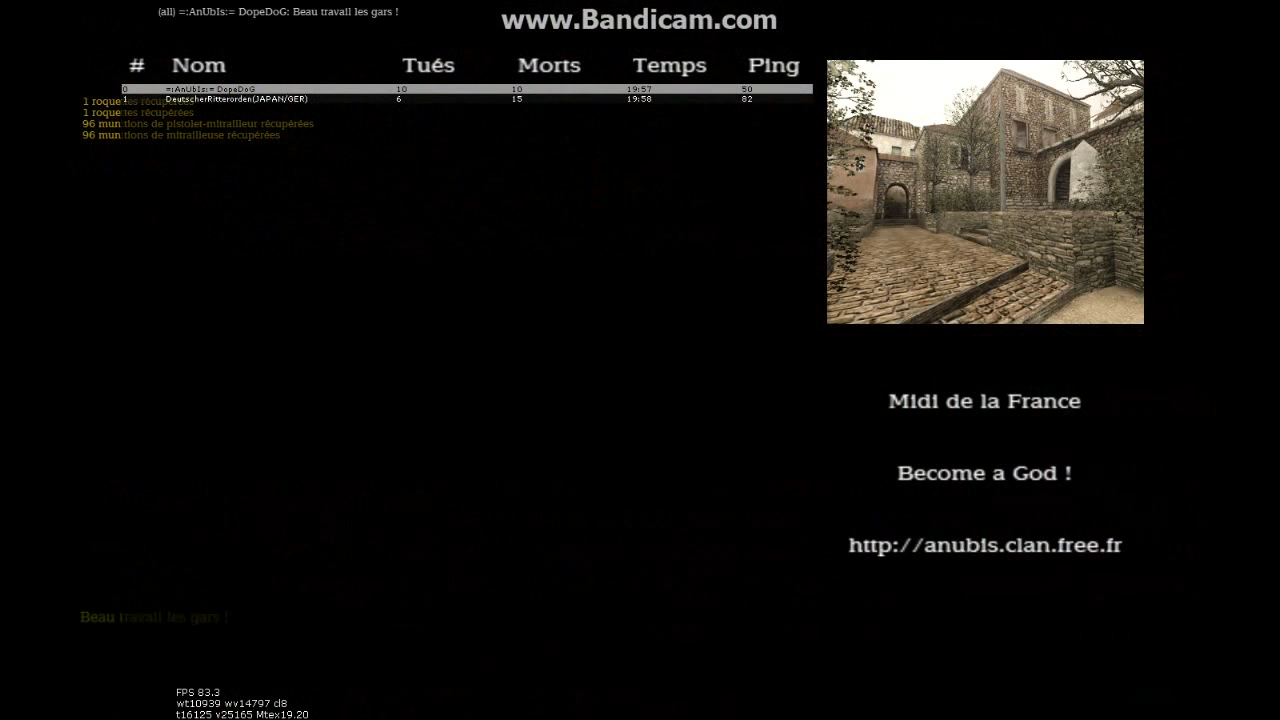 (all) =:AnUbIs:= DopeDoG: Beau travail les gars !
www.Bandicam.com
# Nom Tués Morts Temps Ping
0 =:AnUbIs:= DopeDoG 10 10 19:57 50
1 DeutscherRitterorden(JAPAN/GER) 6 15 19:58 82
1 roquettes récupérées
1 roquettes récupérées
96 munitions de pistolet-mitrailleur récupérées
96 munitions de mitrailleuse récupérées
Midi de la France
Become a God !
http://anubis.clan.free.fr
Beau travail les gars !
FPS 83.3
wt10939 wv14797 cl8
t16125 v25165 Mtex19.20